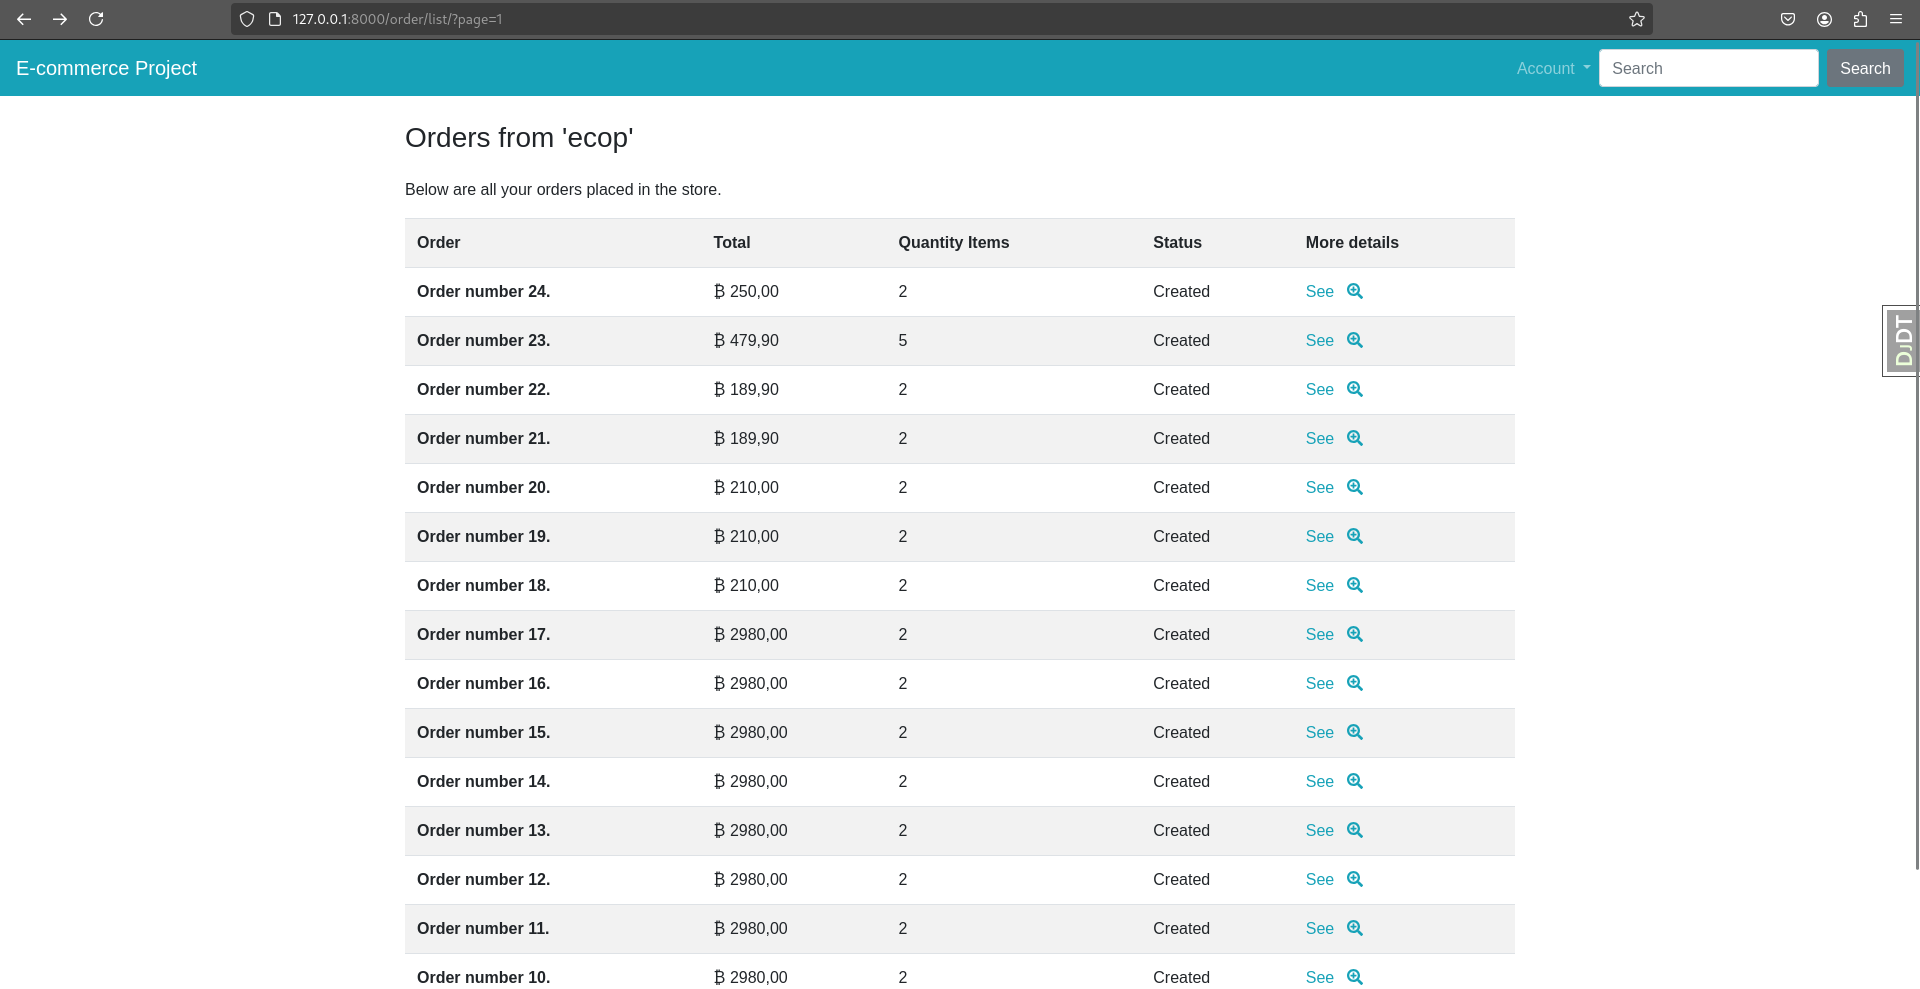 127.0.0.1:8000/order/list/?page=1
E-commerce Project
Account
Search
Search
Orders from 'ecop'
Below are all your orders placed in the store.
Order Total Quantity Items Status More details
Order number 24. ₿ 250,00 2 Created See
Order number 23. ₿ 479,90 5 Created See
Order number 22. ₿ 189,90 2 Created See
Order number 21. ₿ 189,90 2 Created See
Order number 20. ₿ 210,00 2 Created See
Order number 19. ₿ 210,00 2 Created See
Order number 18. ₿ 210,00 2 Created See
Order number 17. ₿ 2980,00 2 Created See
Order number 16. ₿ 2980,00 2 Created See
Order number 15. ₿ 2980,00 2 Created See
Order number 14. ₿ 2980,00 2 Created See
Order number 13. ₿ 2980,00 2 Created See
Order number 12. ₿ 2980,00 2 Created See
Order number 11. ₿ 2980,00 2 Created See
Order number 10. ₿ 2980,00 2 Created See
DJDT